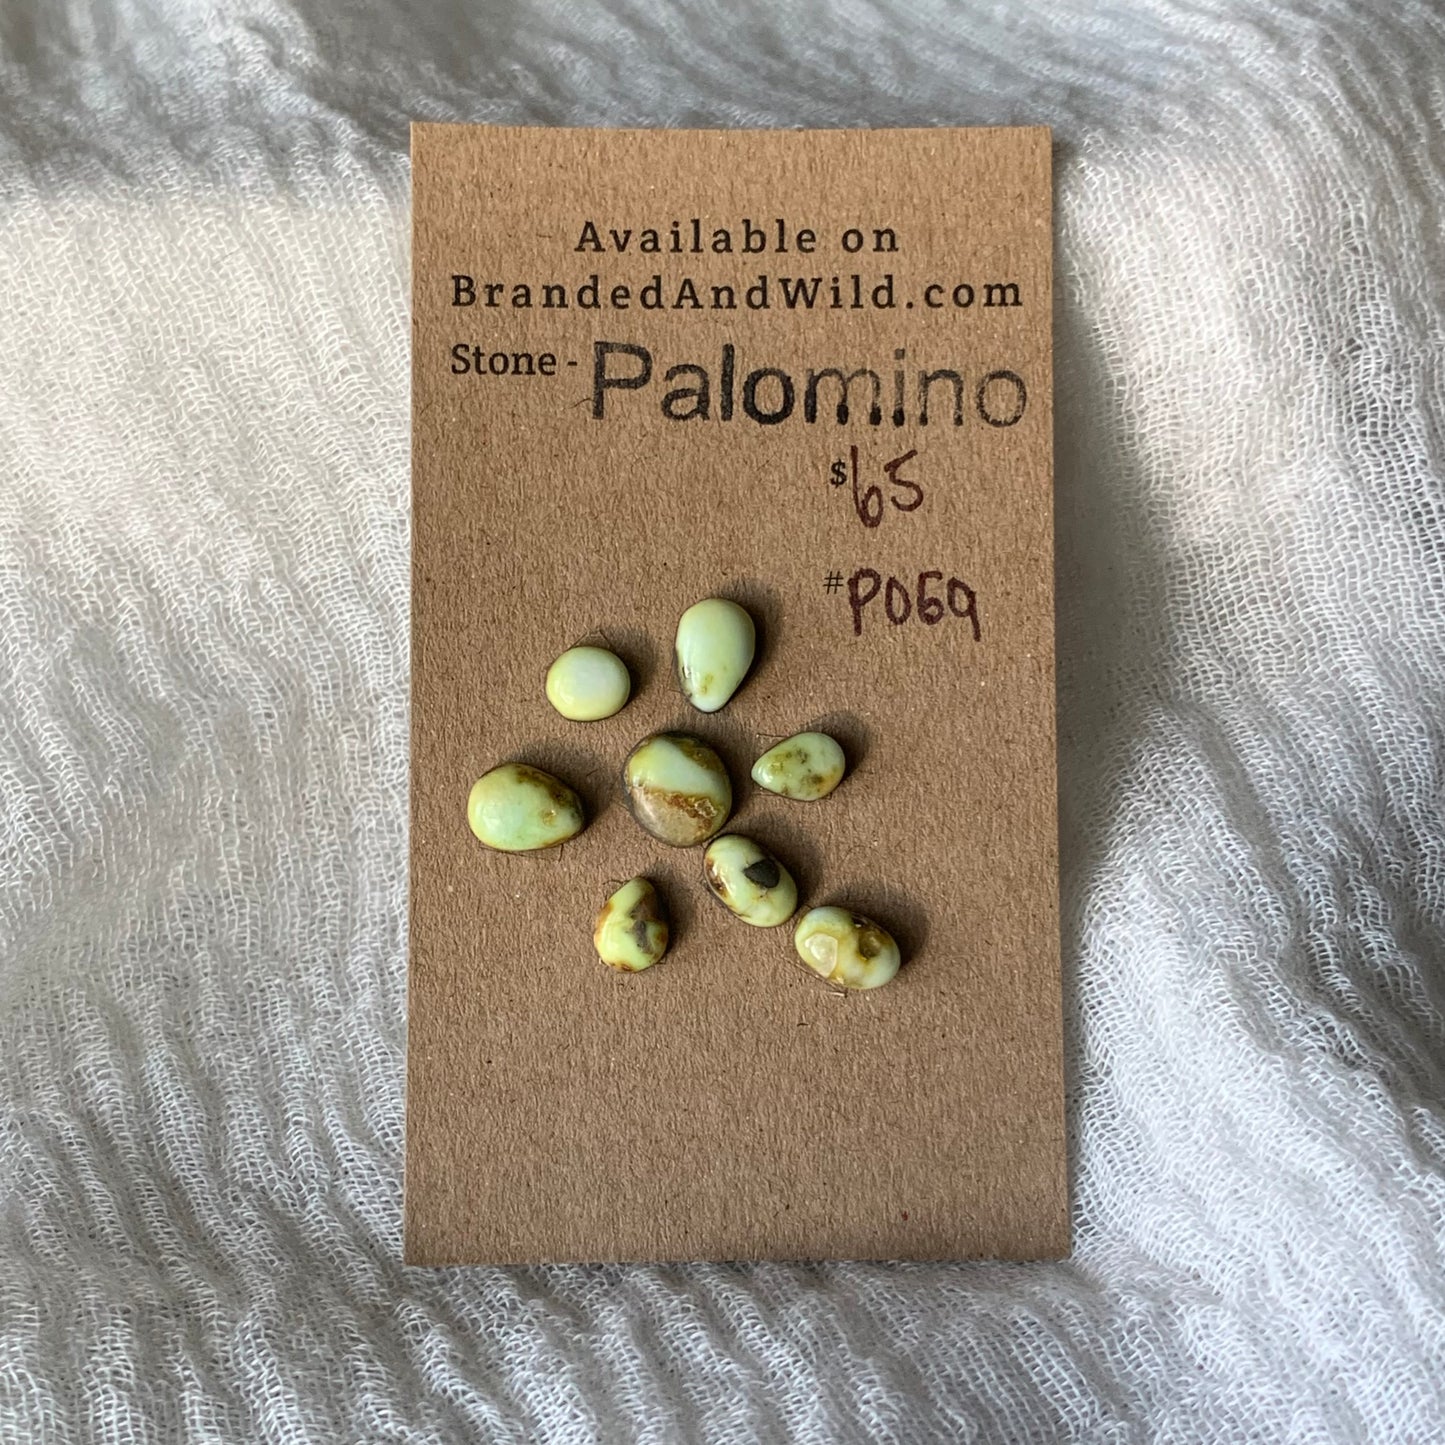 Available on
BrandedAndWild.com
Stone - Palomino
$65
#P069